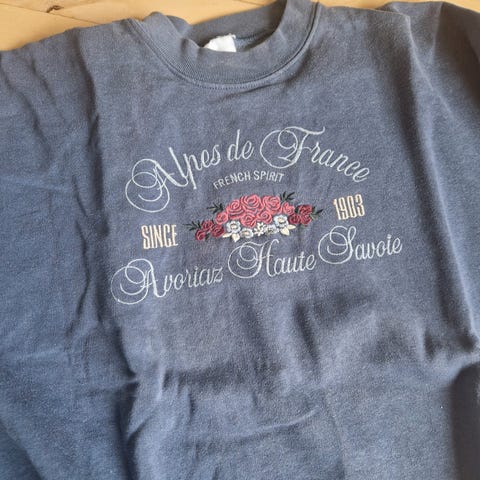 Alpes de France
FRENCH SPIRIT
SINCE 1903
Avoriaz Haute Savoie